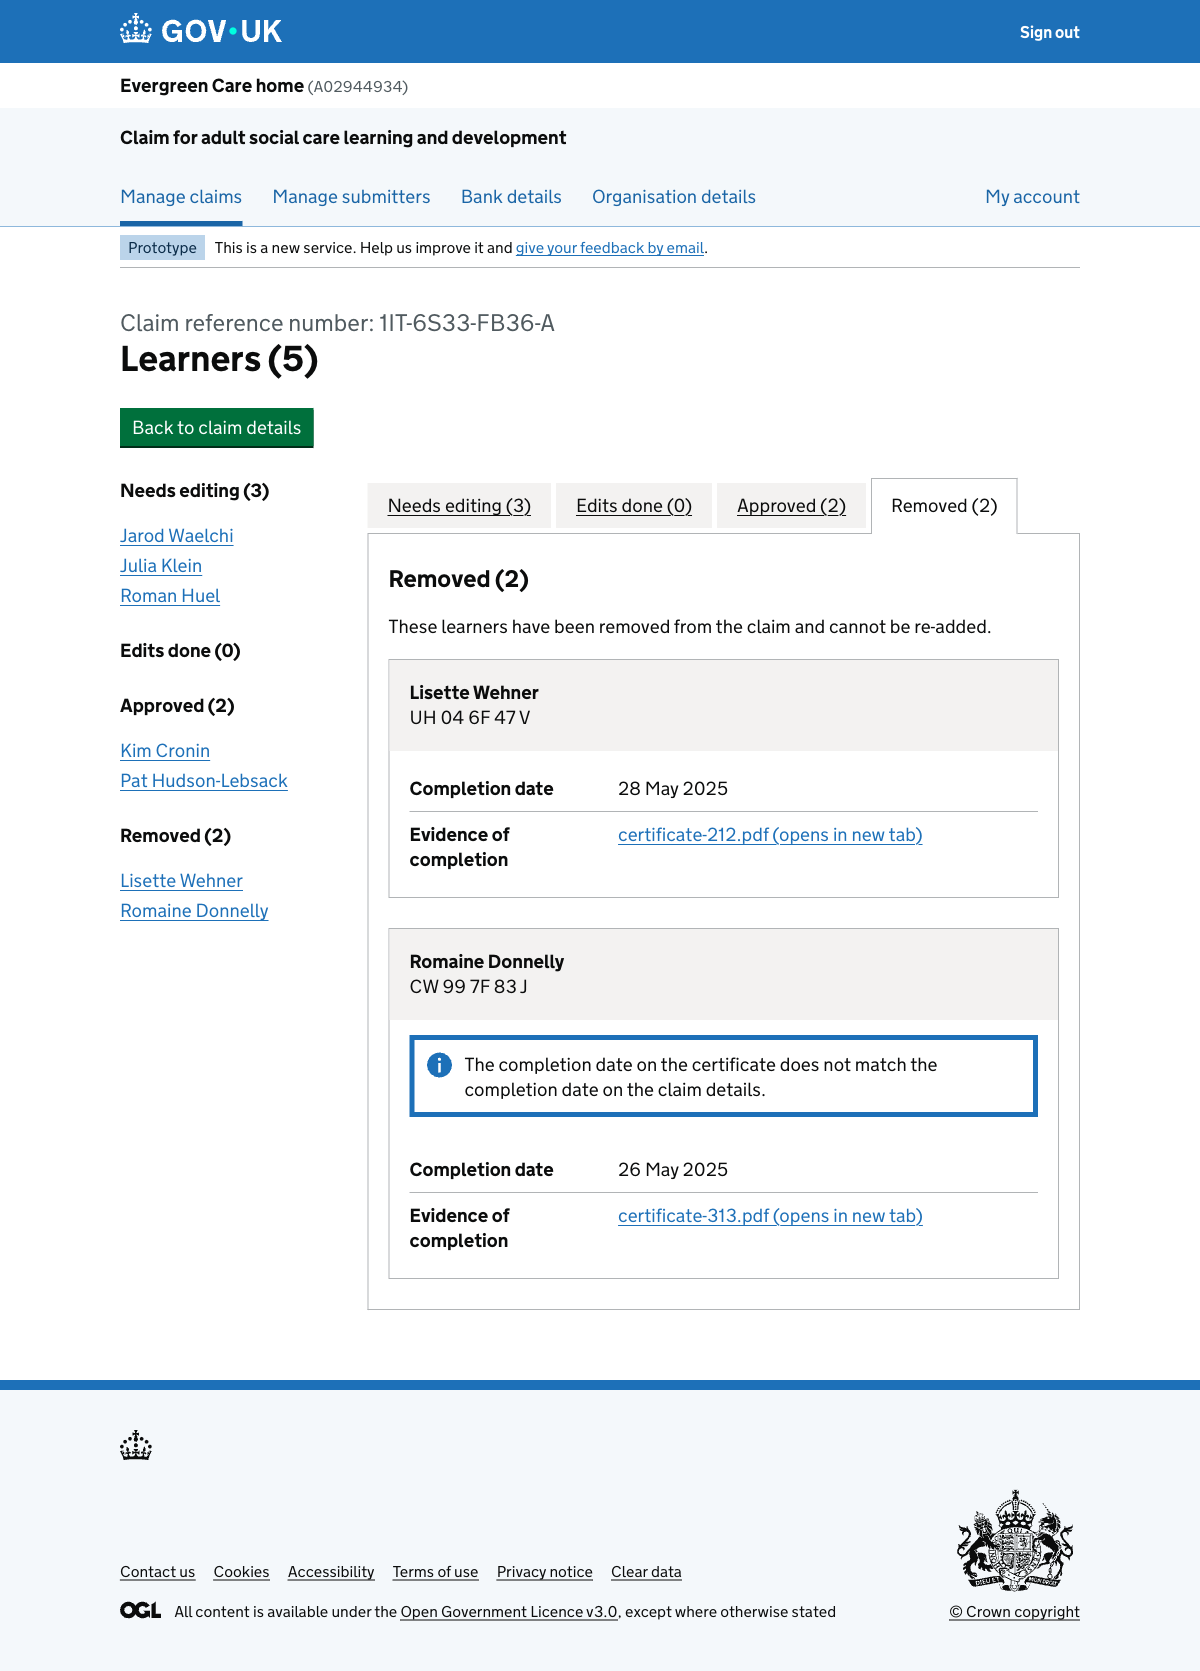 GOV·UK
Sign out
Evergreen Care home (A02944934)
Claim for adult social care learning and development
Manage claims Manage submitters Bank details Organisation details My account
Prototype This is a new service. Help us improve it and give your feedback by email.
Claim reference number: 1IT-6S33-FB36-A
Learners (5)
Back to claim details
Needs editing (3)
Jarod Waelchi
Julia Klein
Roman Huel
Edits done (0)
Approved (2)
Kim Cronin
Pat Hudson-Lebsack
Removed (2)
Lisette Wehner
Romaine Donnelly
Needs editing (3) Edits done (0) Approved (2) Removed (2)
Removed (2)
These learners have been removed from the claim and cannot be re-added.
Lisette Wehner
UH 04 6F 47 V
Completion date 28 May 2025
Evidence of completion certificate-212.pdf (opens in new tab)
Romaine Donnelly
CW 99 7F 83 J
The completion date on the certificate does not match the
completion date on the claim details.
Completion date 26 May 2025
Evidence of completion certificate-313.pdf (opens in new tab)
Contact us Cookies Accessibility Terms of use Privacy notice Clear data
OGL All content is available under the Open Government Licence v3.0, except where otherwise stated
© Crown copyright